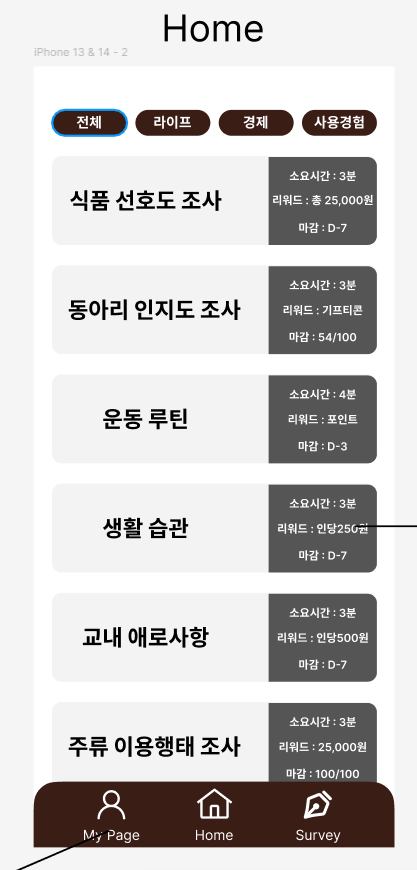 Home
iPhone 13 & 14 - 2
전체 라이프 경제 사용경험
식품 선호도 조사
소요시간 : 3분
리워드 : 총 25,000원
마감 : D-7
동아리 인지도 조사
소요시간 : 3분
리워드 : 기프티콘
마감 : 54/100
운동 루틴
소요시간 : 4분
리워드 : 포인트
마감 : D-3
생활 습관
소요시간 : 3분
리워드 : 인당250원
마감 : D-7
교내 애로사항
소요시간 : 3분
리워드 : 인당500원
마감 : D-7
주류 이용행태 조사
소요시간 : 3분
리워드 : 25,000원
마감 : 100/100
My Page Home Survey